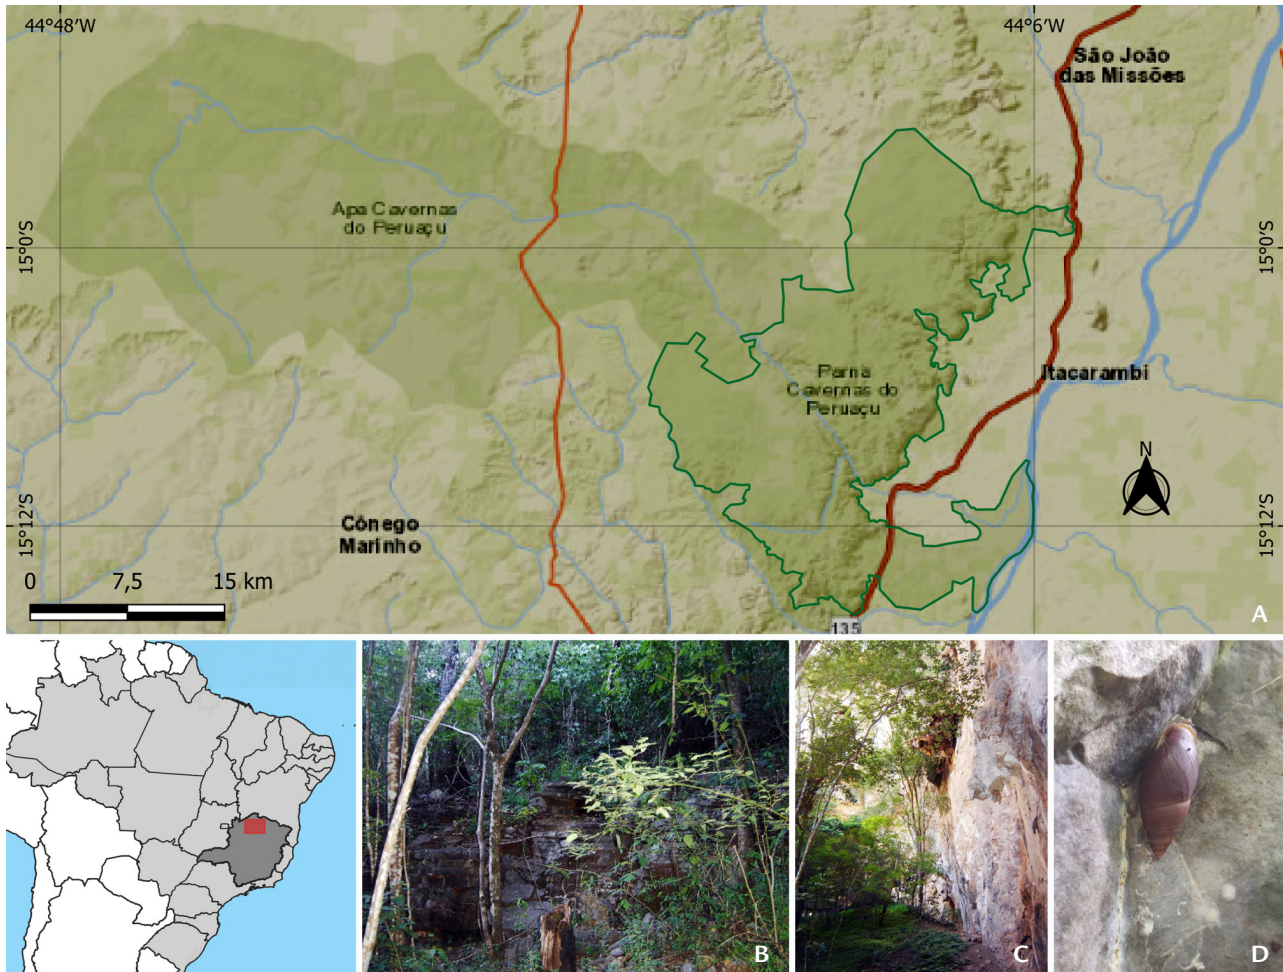 44°48'W
44°6'W
São João
das Missões
Apa Cavernas
do Peruaçu
15°0'S
15°0'S
Parna
Cavernas do
Peruaçu
Itacarambi
N
15°12'S
15°12'S
Cônego
Marinho
0 7,5 15 km
135
A
B
C
D